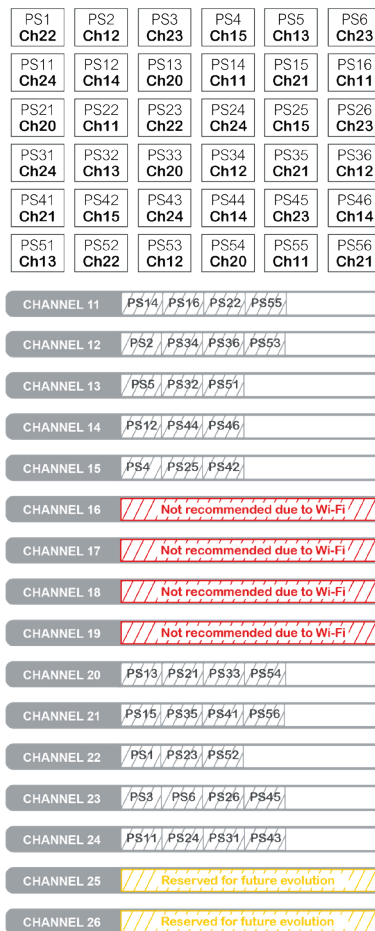 PS1 PS2 PS3 PS4 PS5 PS6
Ch22 Ch12 Ch23 Ch15 Ch13 Ch23
PS11 PS12 PS13 PS14 PS15 PS16
Ch24 Ch14 Ch20 Ch11 Ch21 Ch11
PS21 PS22 PS23 PS24 PS25 PS26
Ch20 Ch11 Ch22 Ch24 Ch15 Ch23
PS31 PS32 PS33 PS34 PS35 PS36
Ch24 Ch13 Ch20 Ch12 Ch21 Ch12
PS41 PS42 PS43 PS44 PS45 PS46
Ch21 Ch15 Ch24 Ch14 Ch23 Ch14
PS51 PS52 PS53 PS54 PS55 PS56
Ch13 Ch22 Ch12 Ch20 Ch11 Ch21
CHANNEL 11 PS14 PS16 PS22 PS55
CHANNEL 12 PS2 PS34 PS36 PS53
CHANNEL 13 PS5 PS32 PS51
CHANNEL 14 PS12 PS44 PS46
CHANNEL 15 PS4 PS25 PS42
CHANNEL 16 Not recommended due to Wi-Fi
CHANNEL 17 Not recommended due to Wi-Fi
CHANNEL 18 Not recommended due to Wi-Fi
CHANNEL 19 Not recommended due to Wi-Fi
CHANNEL 20 PS13 PS21 PS33 PS54
CHANNEL 21 PS15 PS35 PS41 PS56
CHANNEL 22 PS1 PS23 PS52
CHANNEL 23 PS3 PS6 PS26 PS45
CHANNEL 24 PS11 PS24 PS31 PS43
CHANNEL 25 Reserved for future evolution
CHANNEL 26 Reserved for future evolution